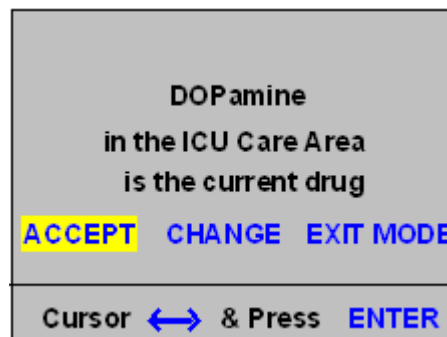 DOPamine
in the ICU Care Area
is the current drug
ACCEPT CHANGE EXIT MODE
Cursor ↔ & Press ENTER